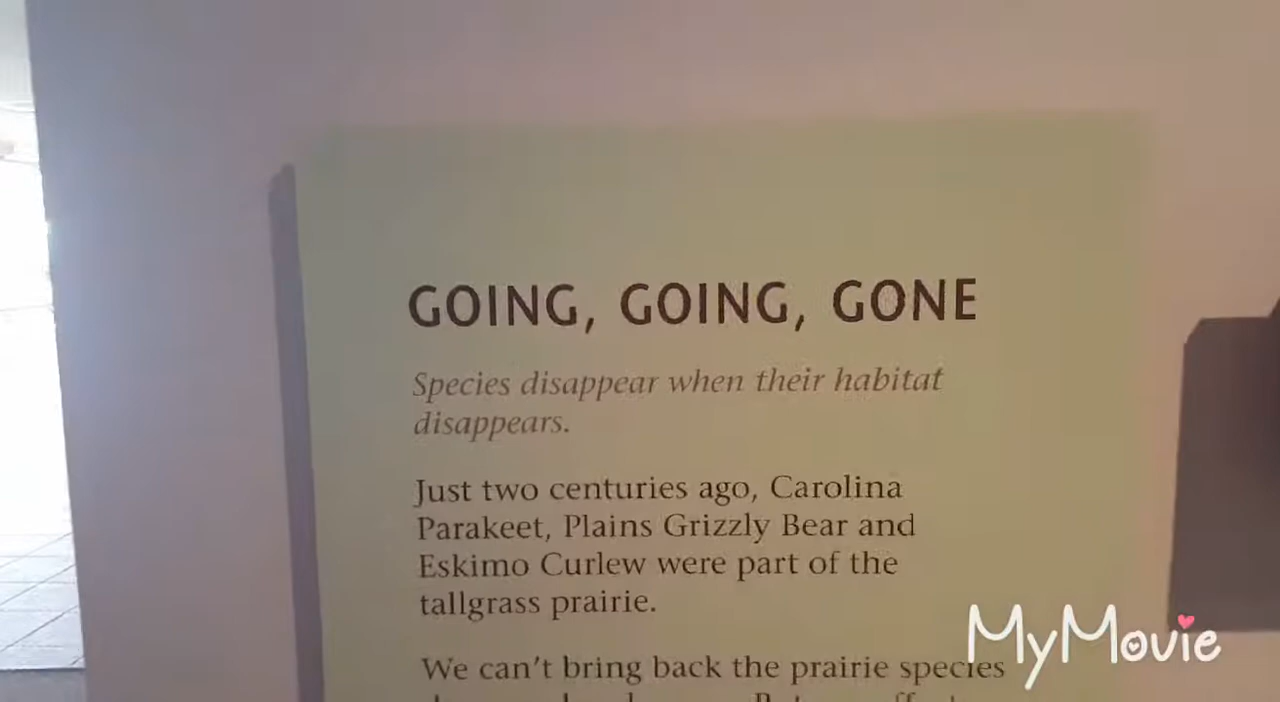 GOING, GOING, GONE
Species disappear when their habitat
disappears.
Just two centuries ago, Carolina
Parakeet, Plains Grizzly Bear and
Eskimo Curlew were part of the
tallgrass prairie.
We can't bring back the prairie species
MyMovie